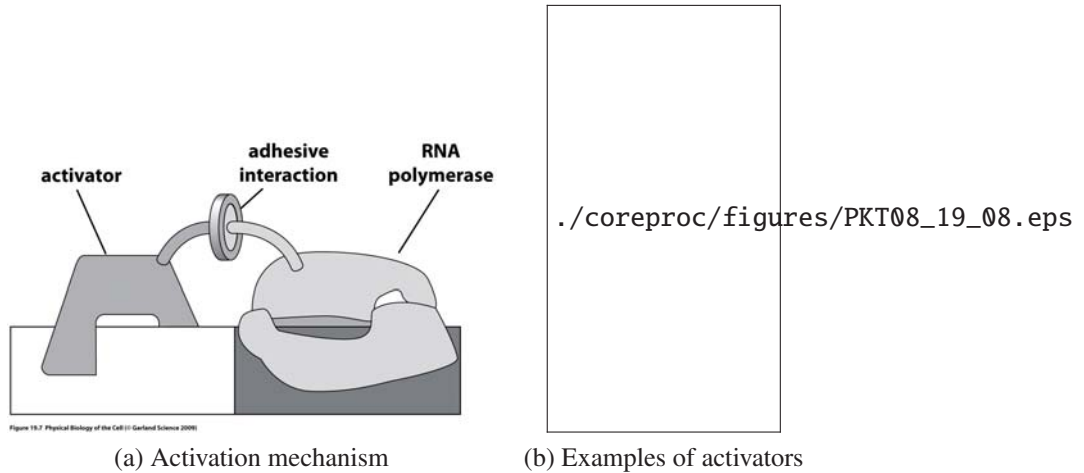 activator
adhesive
interaction
RNA
polymerase
./coreproc/figures/PKT08_19_08.eps
Figure 19.7 Physical Biology of the Cell (© Garland Science 2009)
(a) Activation mechanism
(b) Examples of activators